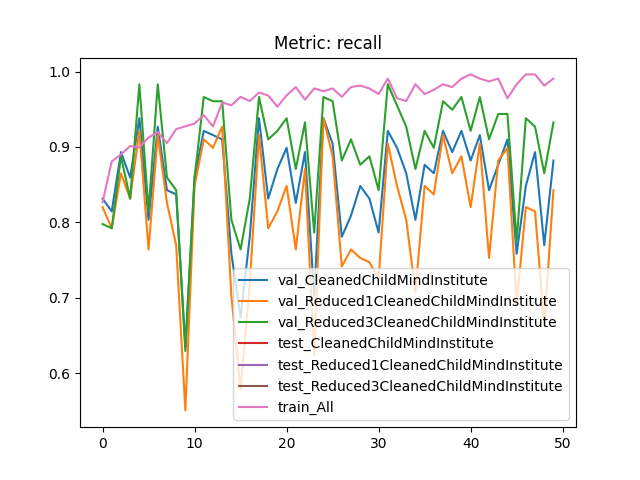 Metric: recall
1.0
0.9
0.8
0.7
0.6
val_CleanedChildMindInstitute
val_Reduced1CleanedChildMindInstitute
val_Reduced3CleanedChildMindInstitute
test_CleanedChildMindInstitute
test_Reduced1CleanedChildMindInstitute
test_Reduced3CleanedChildMindInstitute
train_All
0 10 20 30 40 50